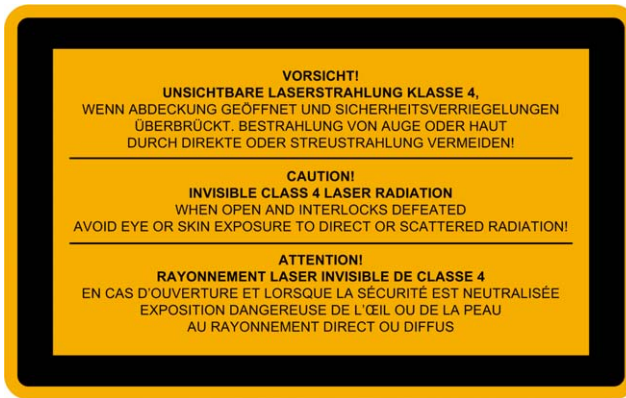 VORSICHT!
UNSICHTBARE LASERSTRAHLUNG KLASSE 4,
WENN ABDECKUNG GEÖFFNET UND SICHERHEITSVERRIEGELUNGEN
ÜBERBRÜCKT. BESTRAHLUNG VON AUGE ODER HAUT
DURCH DIREKTE ODER STREUSTRAHLUNG VERMEIDEN!
CAUTION!
INVISIBLE CLASS 4 LASER RADIATION
WHEN OPEN AND INTERLOCKS DEFEATED
AVOID EYE OR SKIN EXPOSURE TO DIRECT OR SCATTERED RADIATION!
ATTENTION!
RAYONNEMENT LASER INVISIBLE DE CLASSE 4
EN CAS D'OUVERTURE ET LORSQUE LA SÉCURITÉ EST NEUTRALISÉE
EXPOSITION DANGEREUSE DE L'ŒIL OU DE LA PEAU
AU RAYONNEMENT DIRECT OU DIFFUS